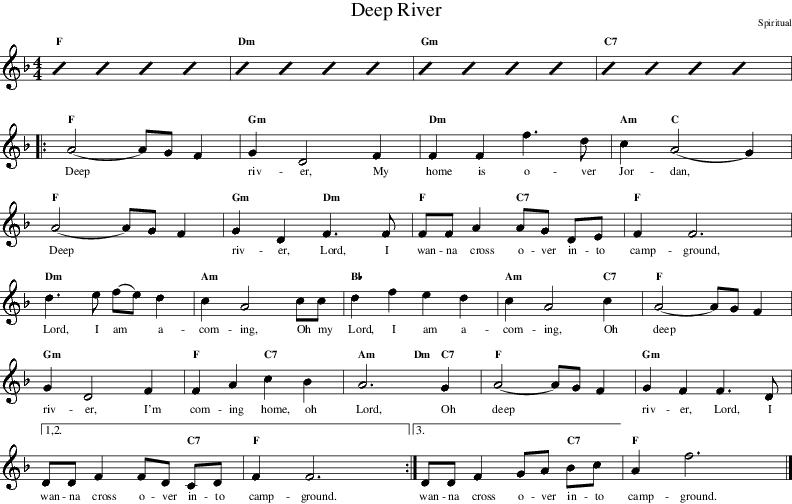 Deep River
Spiritual
F Dm Gm C7
F Gm Dm Am C
Deep riv - er, My home is o - ver Jor - dan,
F Gm Dm F C7 F
Deep riv - er, Lord, I wan - na cross o - ver in - to camp - ground,
Dm Am B♭ Am C7 F
Lord, I am a - com - ing, Oh my Lord, I am a - com - ing, Oh deep
Gm F C7 Am Dm C7 F Gm
riv - er, I'm com - ing home, oh Lord, Oh deep riv - er, Lord, I
1,2. 3.
C7 F C7 F
wan - na cross o - ver in - to camp - ground. wan - na cross o - ver in - to camp - ground.